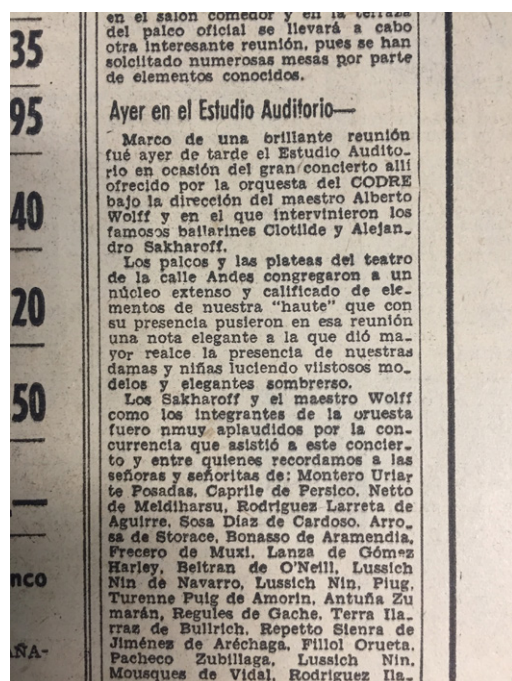 en el salón comedor y en la terraza
del palco oficial se llevará a cabo
otra interesante reunión, pues se han
solcitado numerosas mesas por parte
de elementos conocidos.
Ayer en el Estudio Auditorio—
Marco de una brillante reunión
fué ayer de tarde el Estudio Audito-
rio en ocasión del gran concierto allí
ofrecido por la orquesta del CODRE
bajo la dirección del maestro Alberto
Wolff y en el que intervinieron los
famosos bailarines Clotilde y Alejan-
dro Sakharoff.
Los palcos y las plateas del teatro
de la calle Andes congregaron a un
núcleo extenso y calificado de ele-
mentos de nuestra "haute" que con
su presencia pusieron en esa reunión
una nota elegante a la que dió ma-
yor realce la presencia de nuestras
damas y niñas luciendo viistosos mo-
delos y elegantes sombrerso.
Los Sakharoff y el maestro Wolff
como los integrantes de la oruesta
fuero nmuy aplaudidos por la con-
currencia que asistió a este concier-
to y entre quienes recordamos a las
señoras y señoritas de: Montero Uriar
te Posadas, Caprile de Persico, Netto
de Meldiharsu, Rodriguez Larreta de
Aguirre, Sosa Díaz de Cardoso, Arro-
sa de Storace, Bonasso de Aramendia,
Frecero de Muxi, Lanza de Gómez
Harley, Beltran de O'Neill, Lussich
Nin de Navarro, Lussich Nin, Piug,
Turenne Puig de Amorin, Antuña Zu
marán, Regules de Gache, Terra Ila-
rraz de Bullrich, Repetto Sienra de
Jiménez de Aréchaga, Fillol Orueta,
Pacheco Zubillaga, Lussich Nin,
Mousques de Vidal, Rodriguez Ila-
35
95
40
20
50
nco
AÑA-